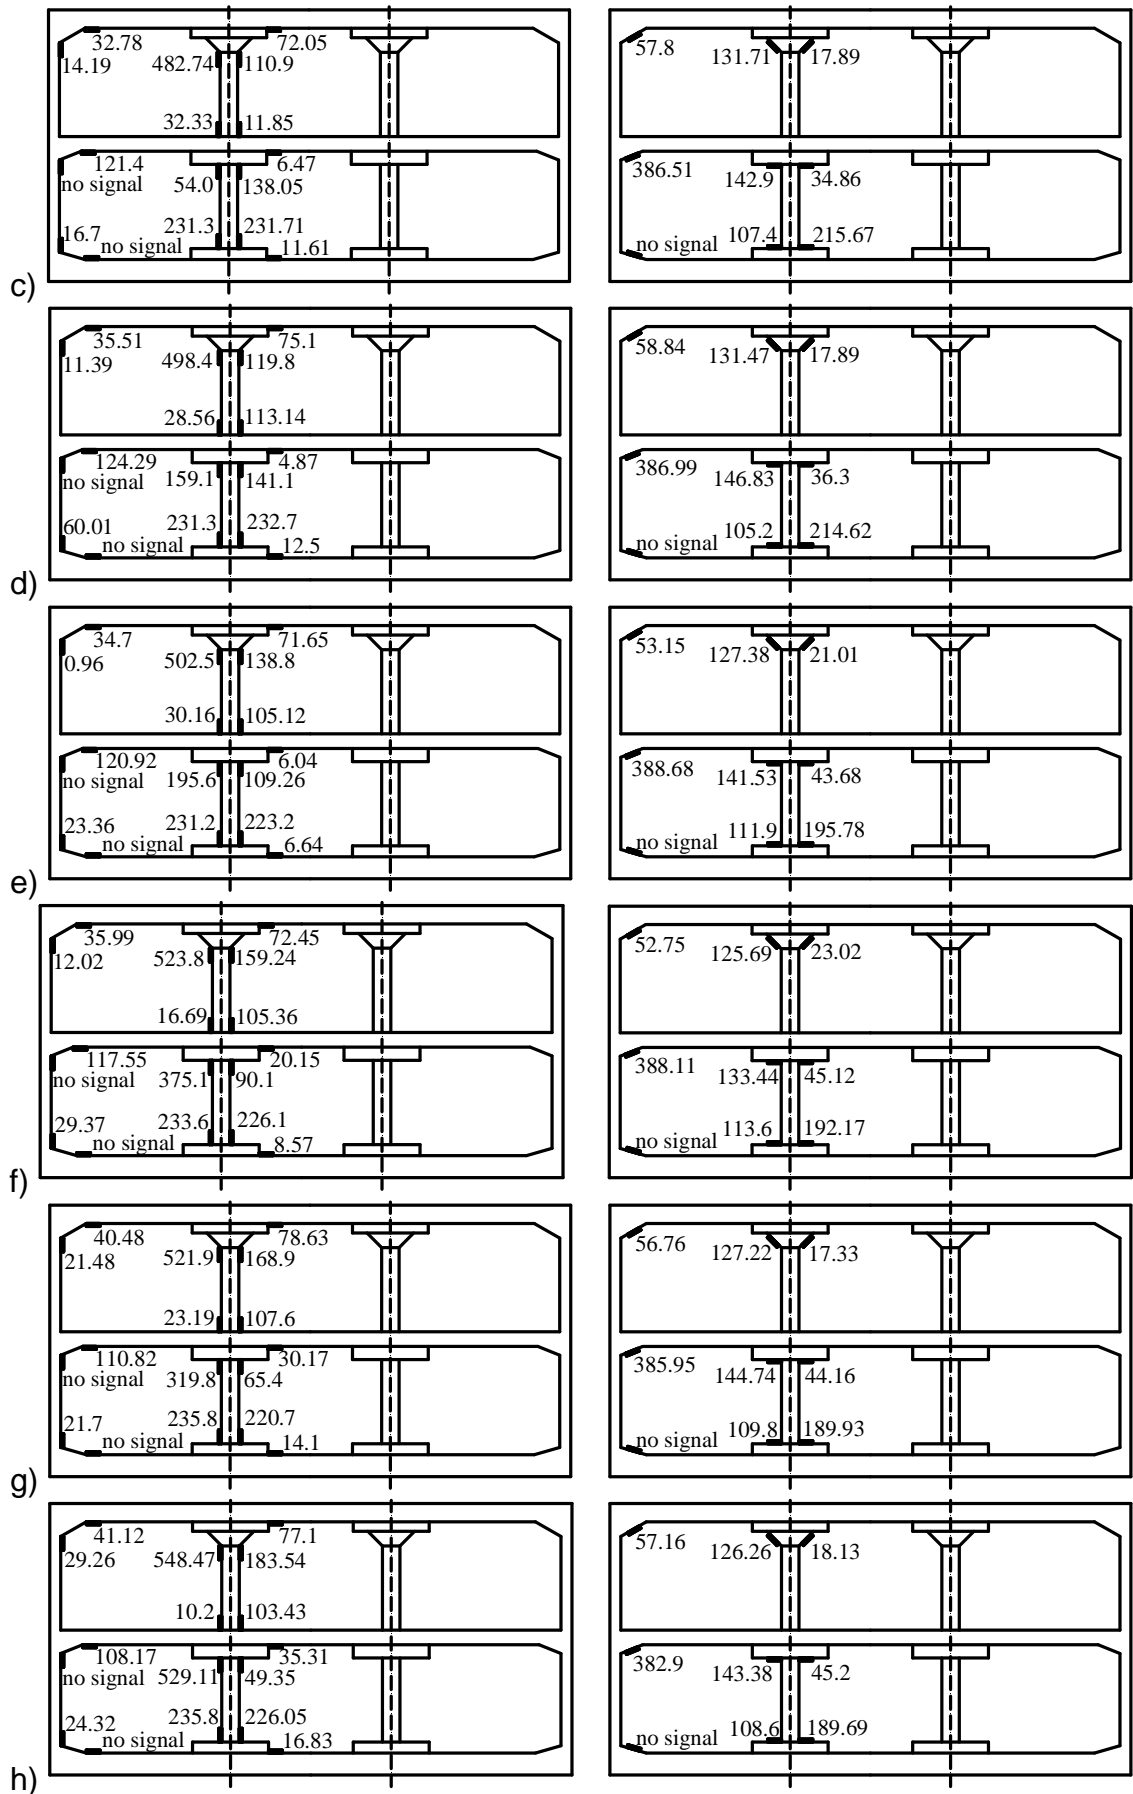 32.78 72.05 57.8 131.71 17.89
14.19 482.74 110.9
32.33 11.85
121.4 6.47 386.51 142.9 34.86
no signal 54.0 138.05
16.7 no signal 231.3 231.71 11.61 no signal 107.4 215.67
c)
35.51 75.1 58.84 131.47 17.89
11.39 498.4 119.8
28.56 113.14
124.29 4.87 386.99 146.83 36.3
no signal 159.1 141.1
60.01 no signal 231.3 232.7 12.5 no signal 105.2 214.62
d)
34.7 71.65 53.15 127.38 21.01
0.96 502.5 138.8
30.16 105.12
120.92 6.04 388.68 141.53 43.68
no signal 195.6 109.26
23.36 no signal 231.2 223.2 6.64 no signal 111.9 195.78
e)
35.99 72.45 52.75 125.69 23.02
12.02 523.8 159.24
16.69 105.36
117.55 20.15 388.11 133.44 45.12
no signal 375.1 90.1
29.37 no signal 233.6 226.1 8.57 no signal 113.6 192.17
f)
40.48 78.63 56.76 127.22 17.33
21.48 521.9 168.9
23.19 107.6
110.82 30.17 385.95 144.74 44.16
no signal 319.8 65.4
21.7 no signal 235.8 220.7 14.1 no signal 109.8 189.93
g)
41.12 77.1 57.16 126.26 18.13
29.26 548.47 183.54
10.2 103.43
108.17 35.31 382.9 143.38 45.2
no signal 529.11 49.35
24.32 no signal 235.8 226.05 16.83 no signal 108.6 189.69
h)